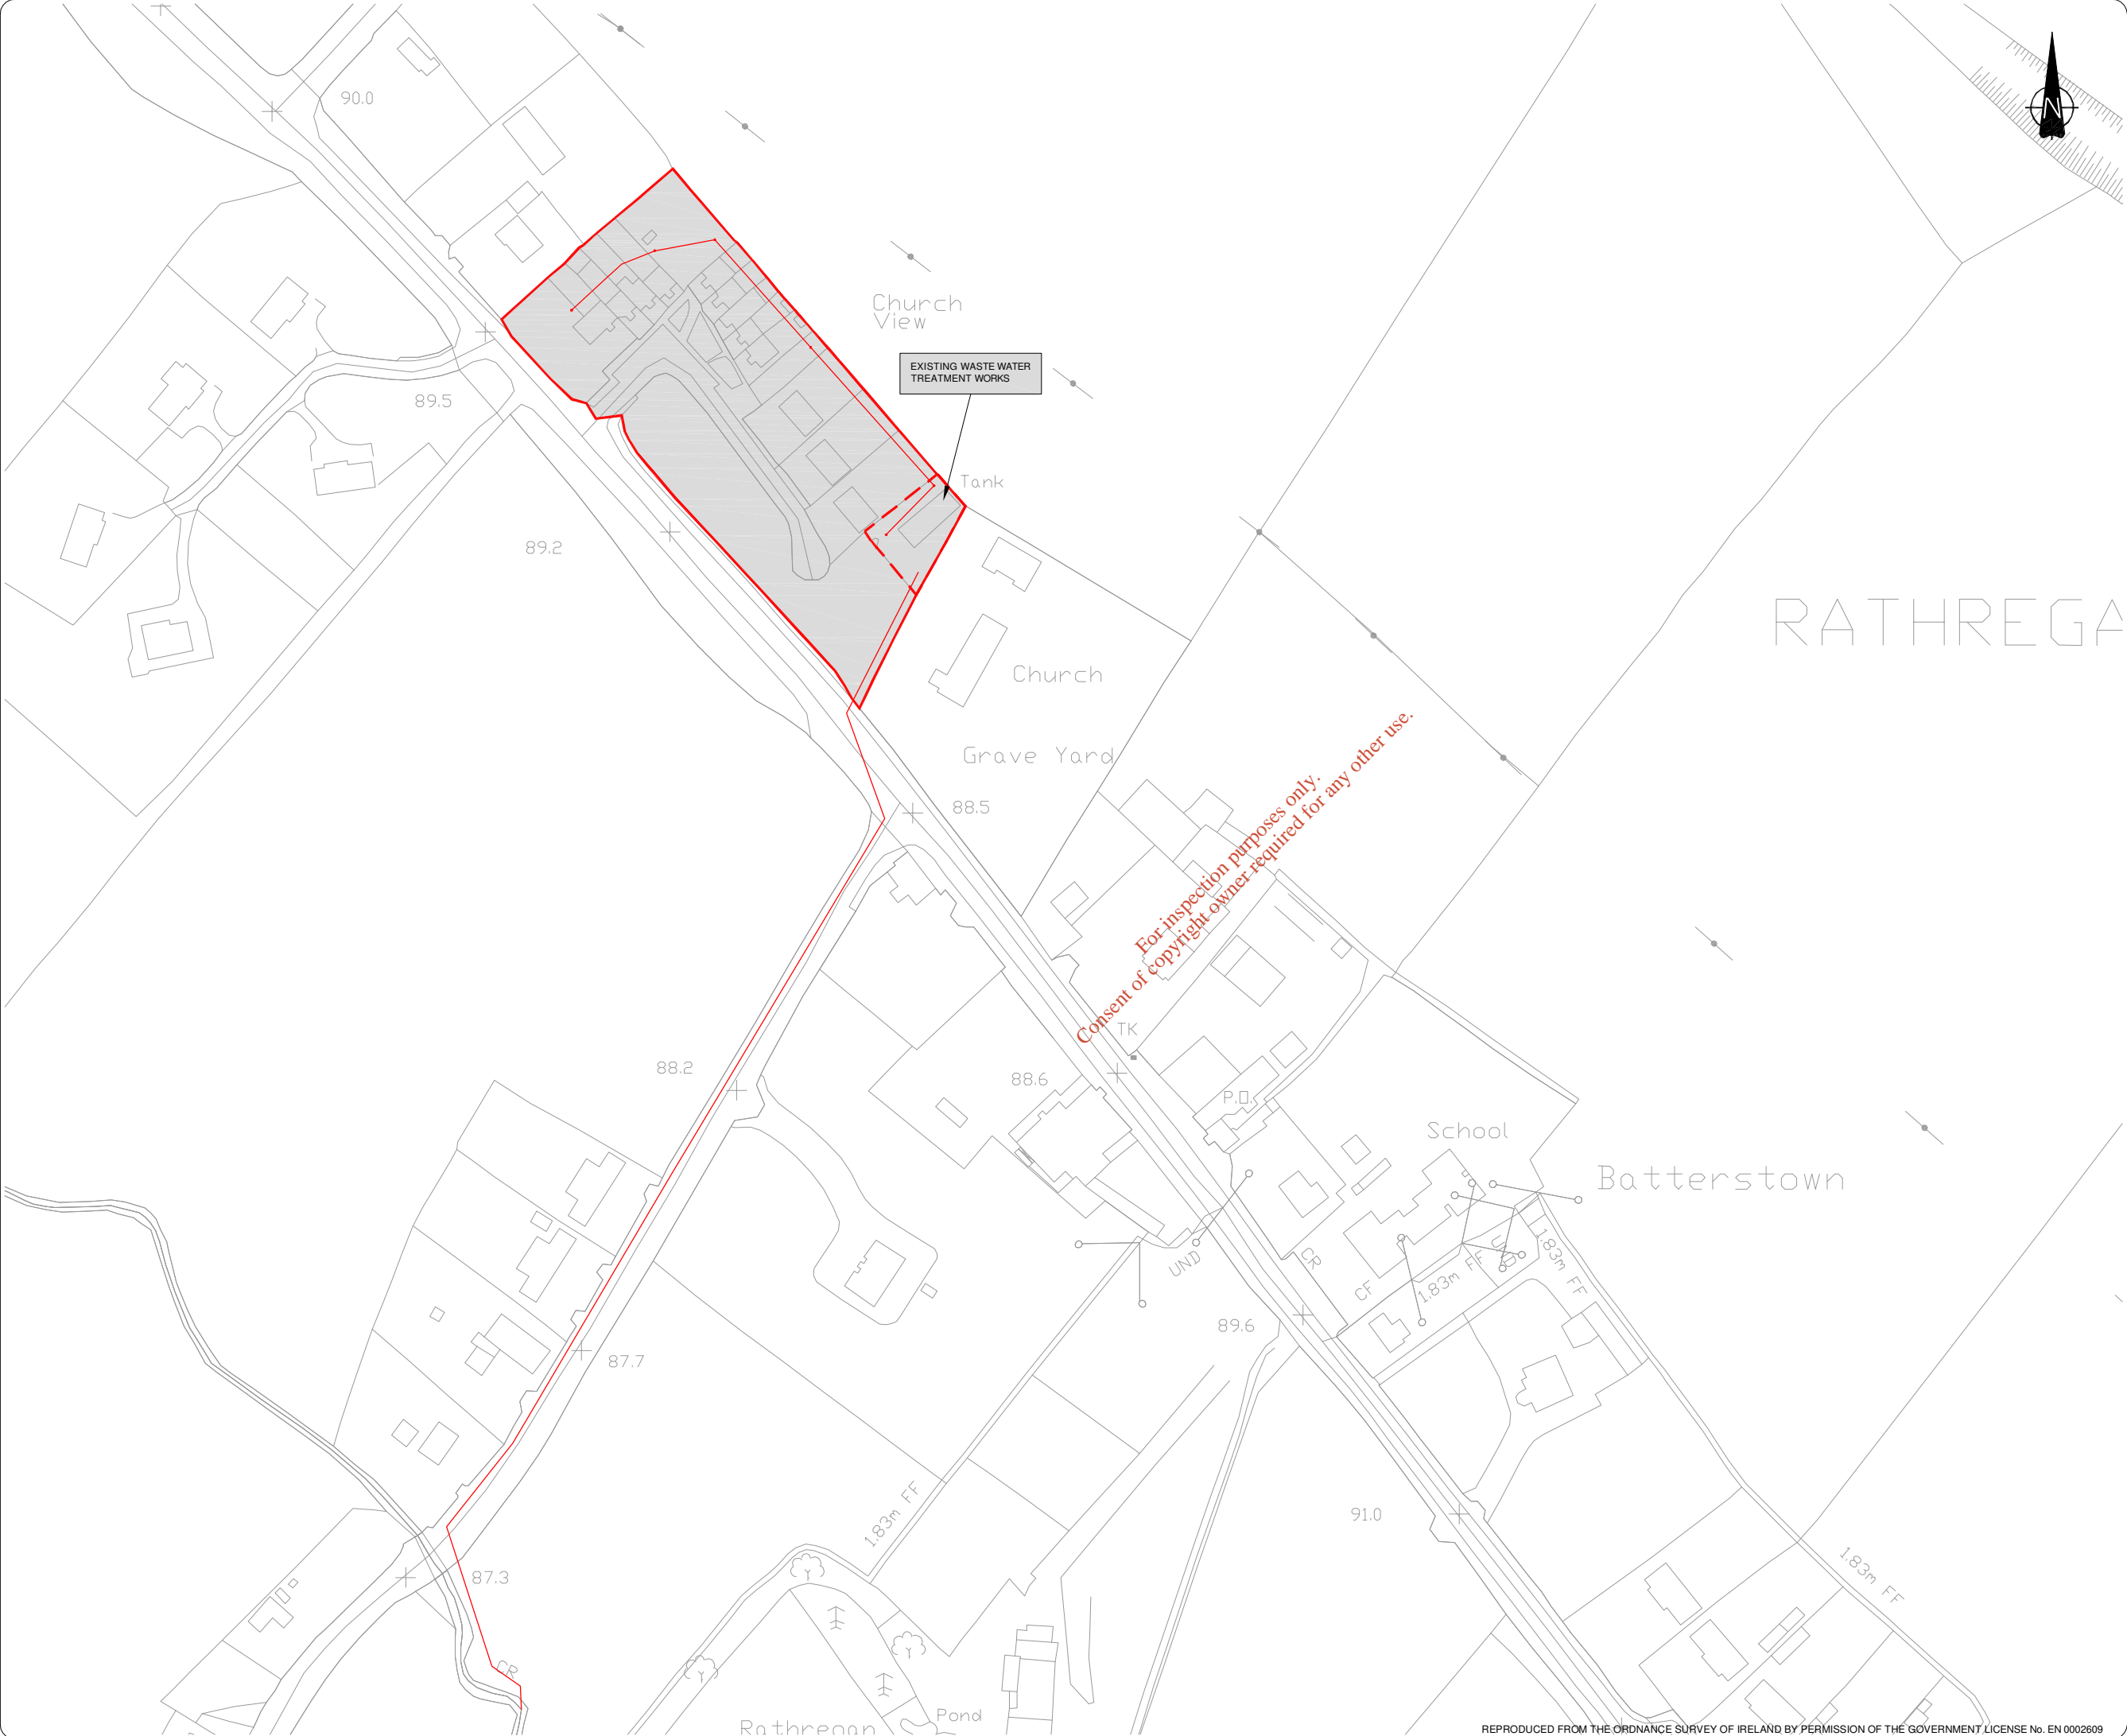 90.0
N
Church
View
EXISTING WASTE WATER
TREATMENT WORKS
89.5
Tank
89.2
RATHREGA
Church
Grave Yard
For inspection purposes only.
Consent of copyright owner required for any other use.
88.5
TK
88.2
88.6
P.O.
School
Batterstown
UND
CR
CF
1.83m FF
UND
1.83m FF
89.6
87.7
1.83m FF
91.0
1.83m FF
87.3
CR
Pond
Rathregan
REPRODUCED FROM THE ORDNANCE SURVEY OF IRELAND BY PERMISSION OF THE GOVERNMENT LICENSE No. EN 0002609